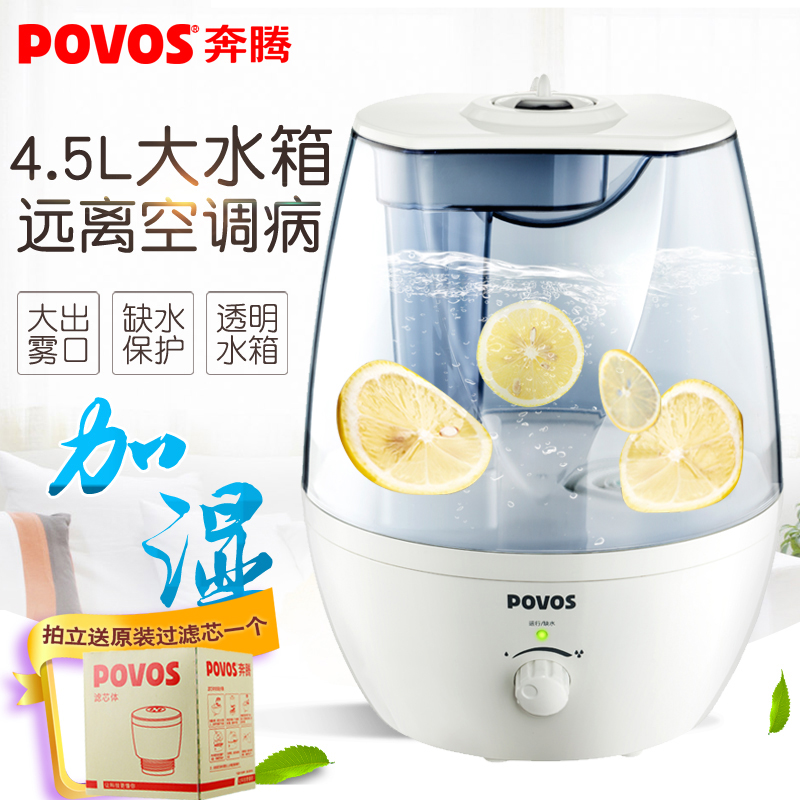 POVOS® 奔腾
4.5L大水箱
远离空调病
大出雾口
缺水保护
透明水箱
加湿
拍立送原装过滤芯一个
POVOS
滤芯体
POVOS 奔腾
POVOS
运行/缺水